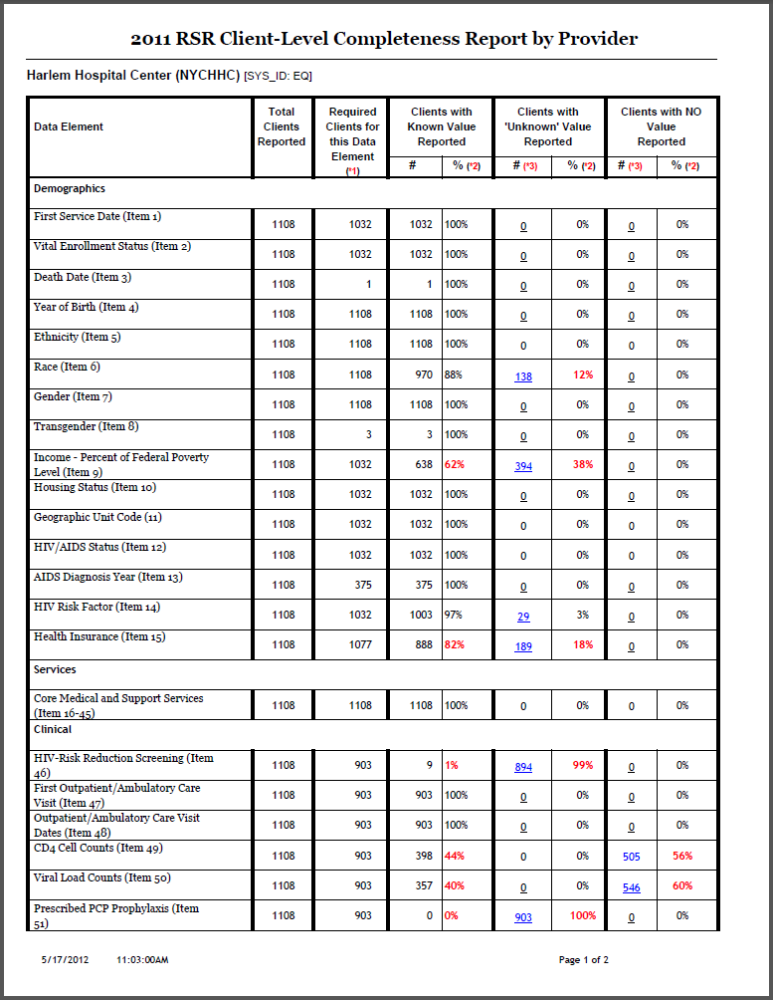 2011 RSR Client-Level Completeness Report by Provider
Harlem Hospital Center (NYCHHC) [SYS_ID: EQ]
Data Element
Total Clients Reported
Required Clients for this Data Element (*1)
Clients with Known Value Reported
Clients with 'Unknown' Value Reported
Clients with NO Value Reported
# % (*2) # (*3) % (*2) # (*3) % (*2)
Demographics
First Service Date (Item 1) 1108 1032 1032 100% 0 0% 0 0%
Vital Enrollment Status (Item 2) 1108 1032 1032 100% 0 0% 0 0%
Death Date (Item 3) 1108 1 1 100% 0 0% 0 0%
Year of Birth (Item 4) 1108 1108 1108 100% 0 0% 0 0%
Ethnicity (Item 5) 1108 1108 1108 100% 0 0% 0 0%
Race (Item 6) 1108 1108 970 88% 138 12% 0 0%
Gender (Item 7) 1108 1108 1108 100% 0 0% 0 0%
Transgender (Item 8) 1108 3 3 100% 0 0% 0 0%
Income - Percent of Federal Poverty
Level (Item 9) 1108 1032 638 62% 394 38% 0 0%
Housing Status (Item 10) 1108 1032 1032 100% 0 0% 0 0%
Geographic Unit Code (11) 1108 1032 1032 100% 0 0% 0 0%
HIV/AIDS Status (Item 12) 1108 1032 1032 100% 0 0% 0 0%
AIDS Diagnosis Year (Item 13) 1108 375 375 100% 0 0% 0 0%
HIV Risk Factor (Item 14) 1108 1032 1003 97% 29 3% 0 0%
Health Insurance (Item 15) 1108 1077 888 82% 189 18% 0 0%
Services
Core Medical and Support Services
(Item 16-45) 1108 1108 1108 100% 0 0% 0 0%
Clinical
HIV-Risk Reduction Screening (Item
46) 1108 903 9 1% 894 99% 0 0%
First Outpatient/Ambulatory Care
Visit (Item 47) 1108 903 903 100% 0 0% 0 0%
Outpatient/Ambulatory Care Visit
Dates (Item 48) 1108 903 903 100% 0 0% 0 0%
CD4 Cell Counts (Item 49) 1108 903 398 44% 0 0% 505 56%
Viral Load Counts (Item 50) 1108 903 357 40% 0 0% 546 60%
Prescribed PCP Prophylaxis (Item
51) 1108 903 0 0% 903 100% 0 0%
5/17/2012 11:03:00AM Page 1 of 2